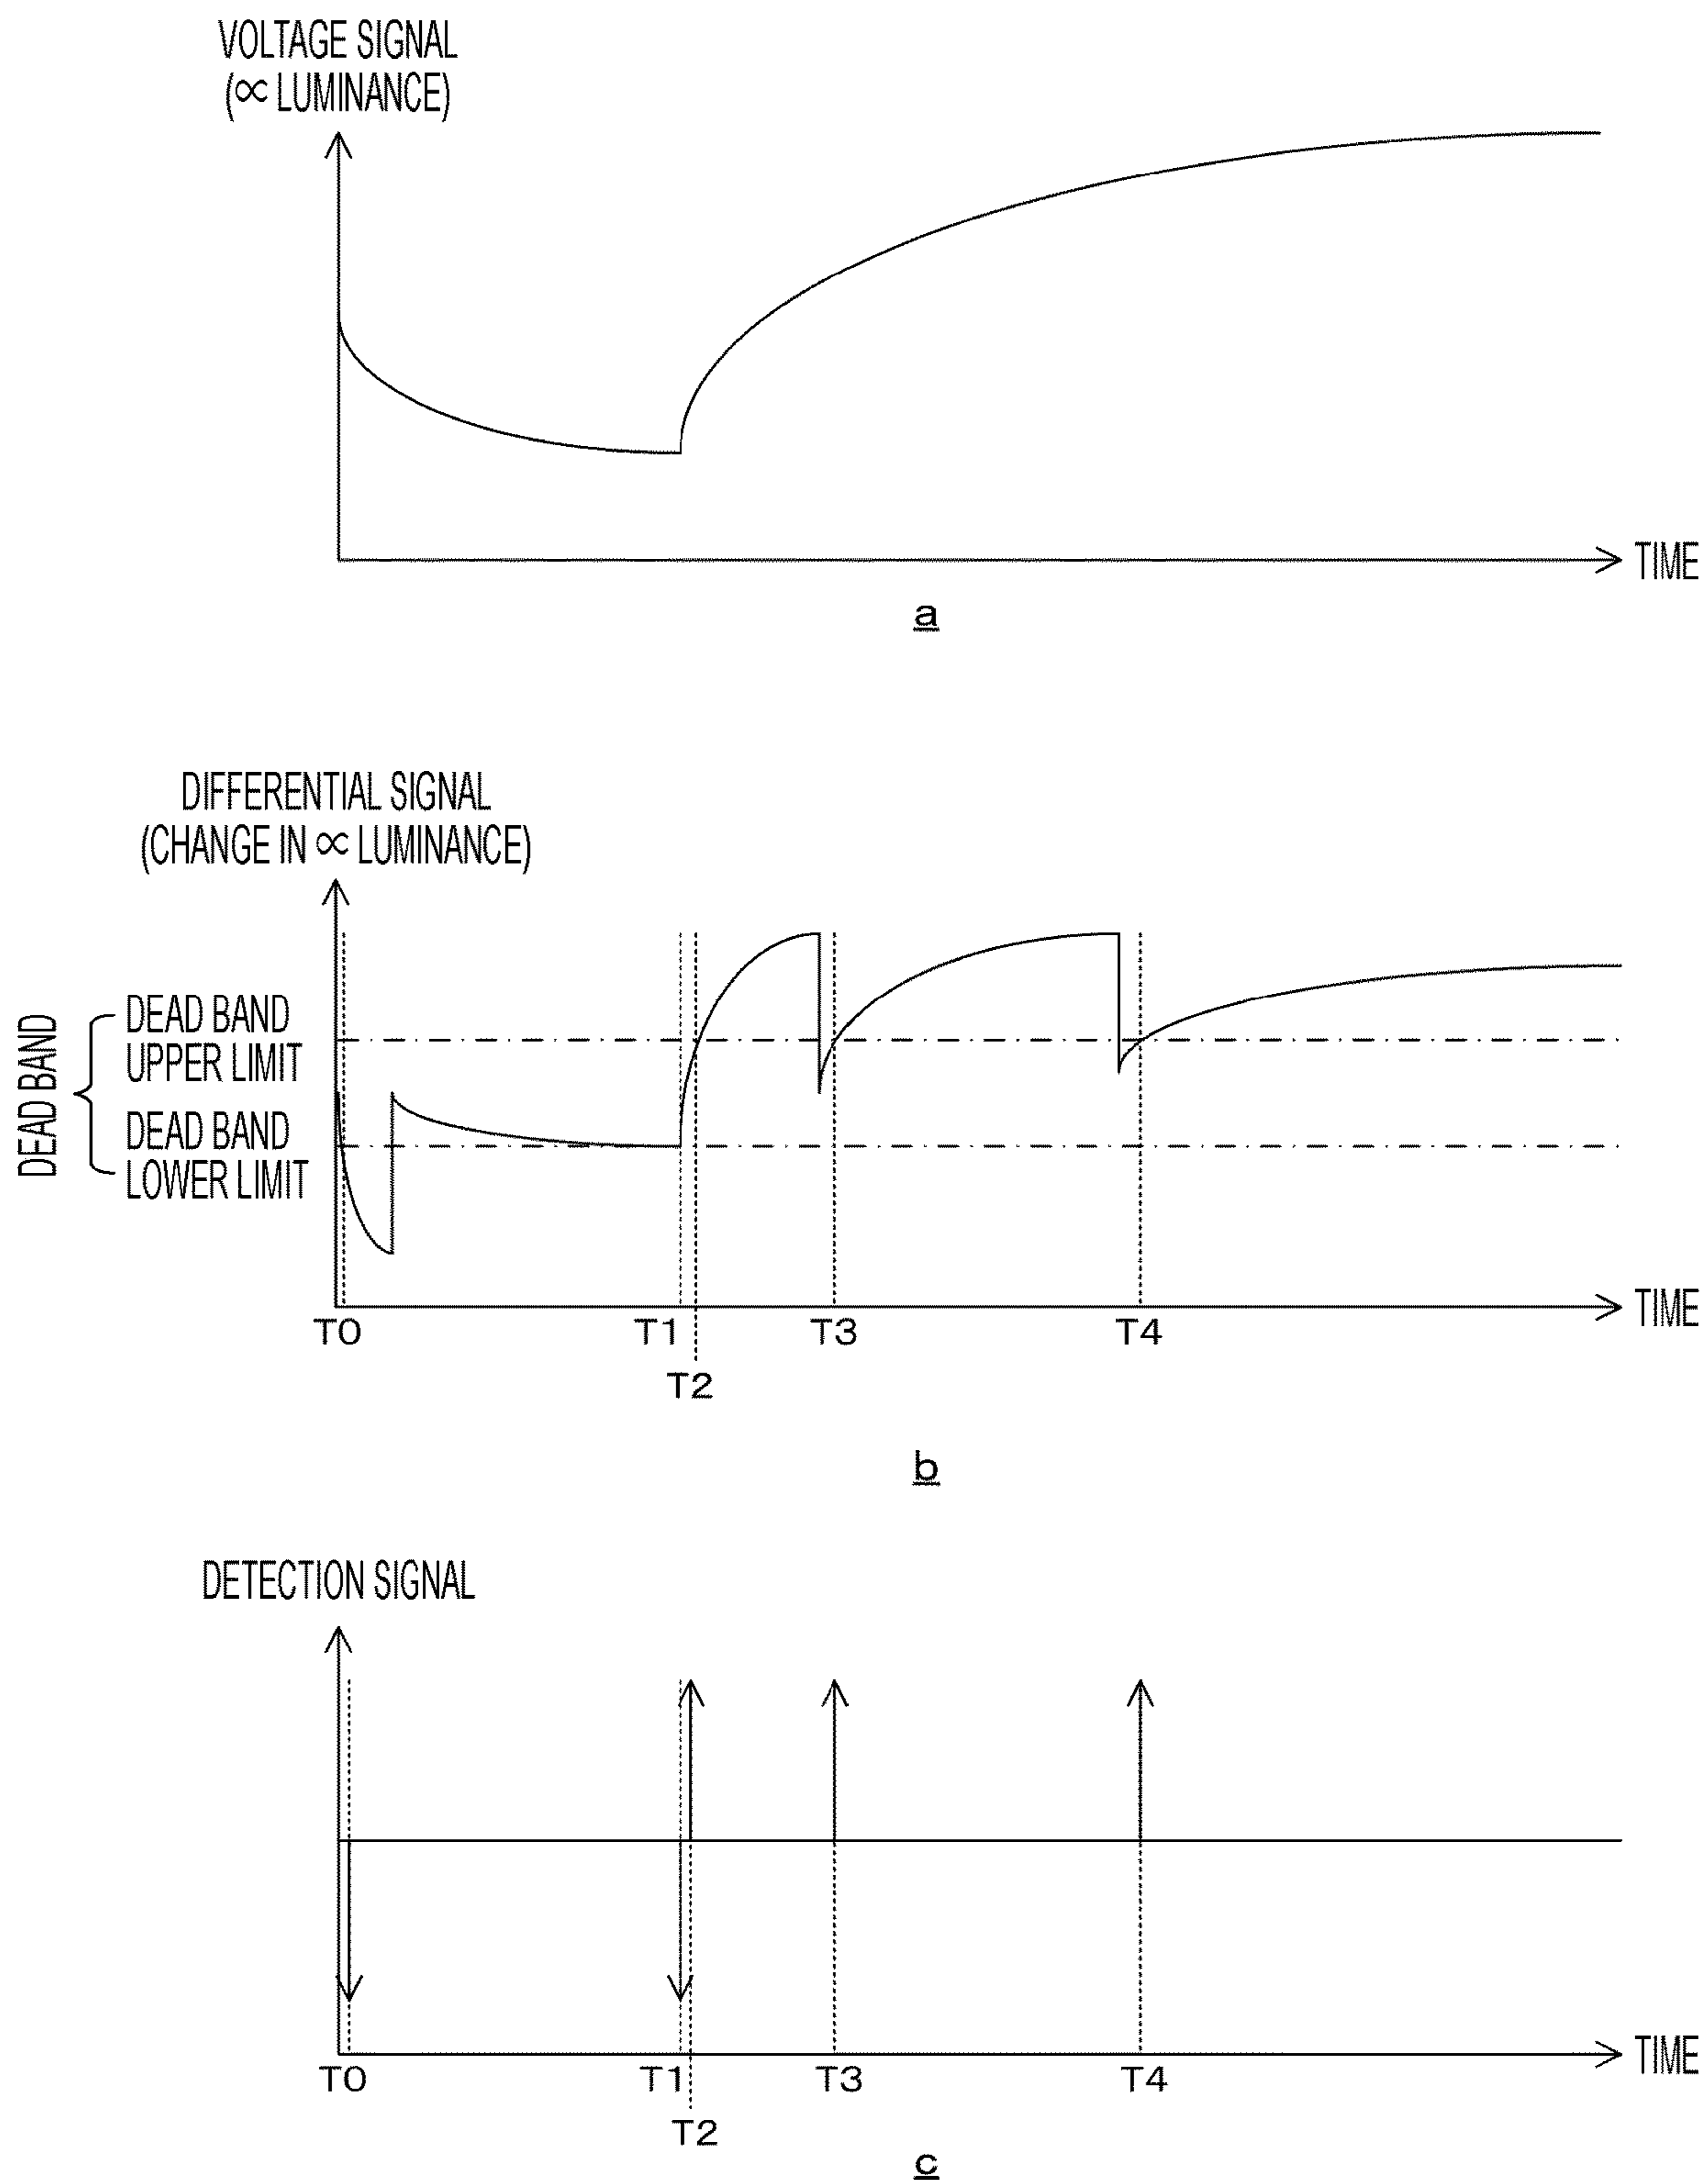 VOLTAGE SIGNAL
(∝ LUMINANCE)
TIME
a
DIFFERENTIAL SIGNAL
(CHANGE IN ∝ LUMINANCE)
DEAD BAND
DEAD BAND
UPPER LIMIT
DEAD BAND
LOWER LIMIT
TIME
T0
T1
T3
T4
T2
b
DETECTION SIGNAL
TIME
T0
T1
T3
T4
T2
c